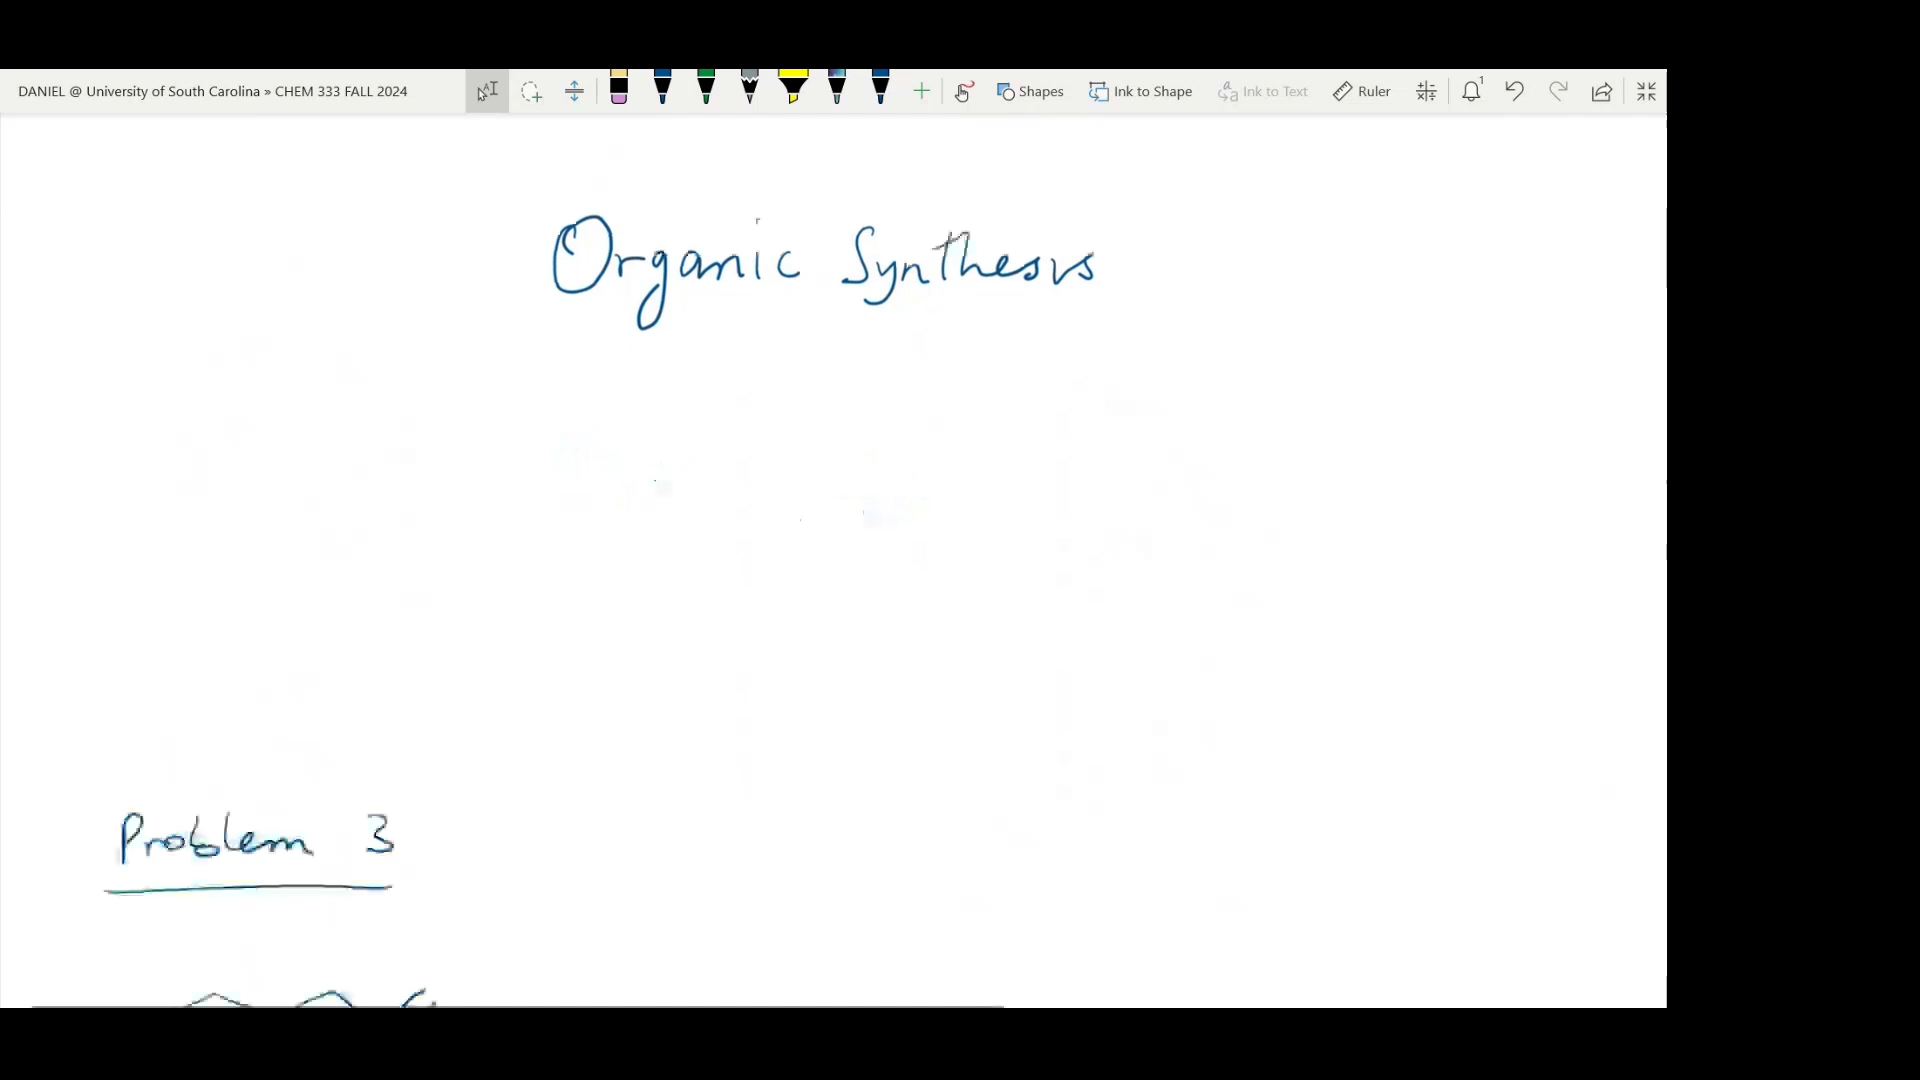 DANIEL @ University of South Carolina » CHEM 333 FALL 2024 Shapes Ink to Shape Ink to Text Ruler 1
Organic Synthesis
Problem 3